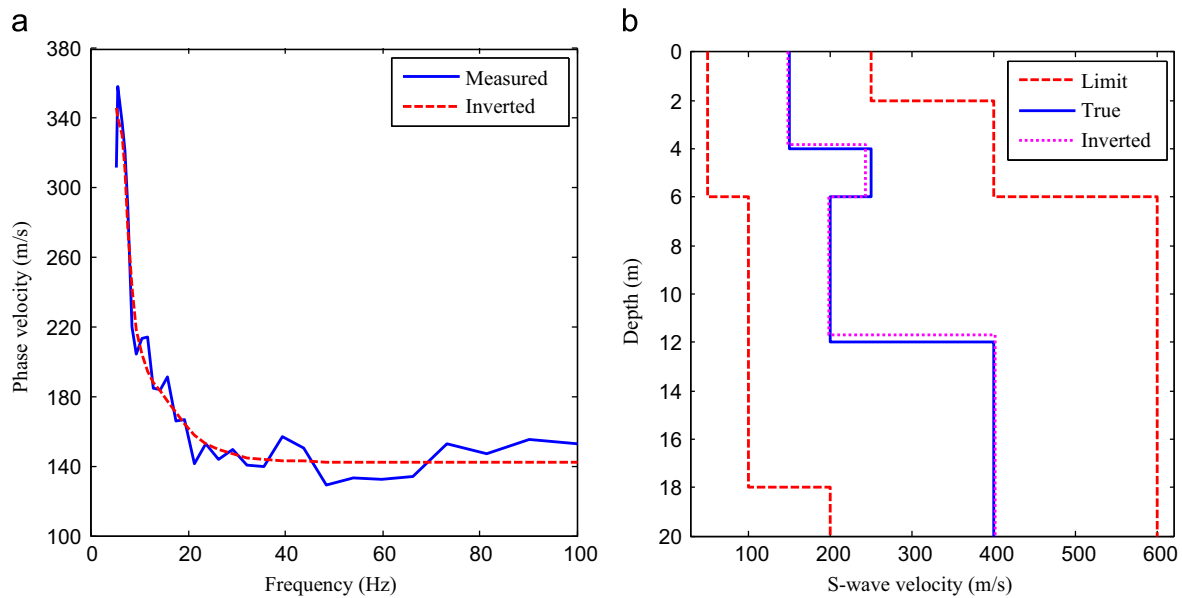 a
380
340
300
260
220
180
140
100
0
20
40
60
80
100
Phase velocity (m/s)
Frequency (Hz)
Measured
Inverted
b
0
2
4
6
8
10
12
14
16
18
20
100
200
300
400
500
600
Depth (m)
S-wave velocity (m/s)
Limit
True
Inverted